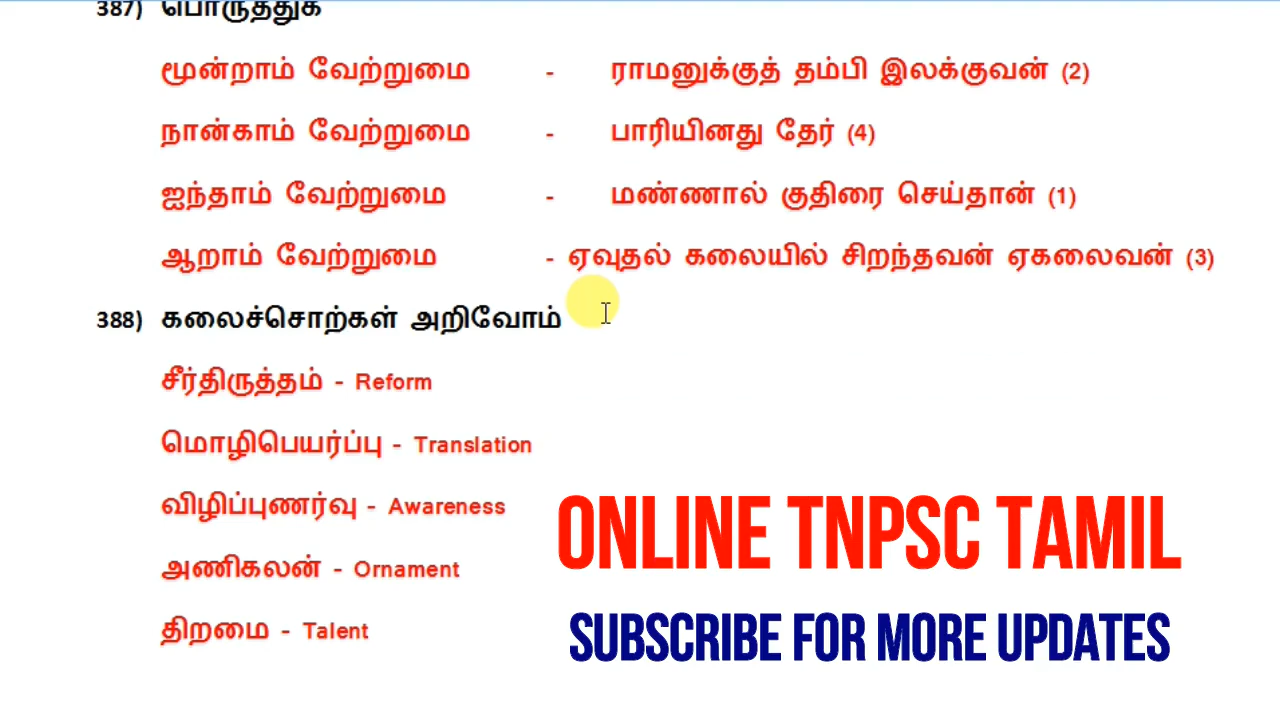 387) பொருத்துக
மூன்றாம் வேற்றுமை - ராமனுக்குத் தம்பி இலக்குவன் (2)
நான்காம் வேற்றுமை - பாரியினது தேர் (4)
ஐந்தாம் வேற்றுமை - மண்ணால் குதிரை செய்தான் (1)
ஆறாம் வேற்றுமை - ஏவுதல் கலையில் சிறந்தவன் ஏகலைவன் (3)
388) கலைச்சொற்கள் அறிவோம்
சீர்திருத்தம் - Reform
மொழிபெயர்ப்பு - Translation
விழிப்புணர்வு - Awareness
அணிகலன் - Ornament
திறமை - Talent
ONLINE TNPSC TAMIL
SUBSCRIBE FOR MORE UPDATES